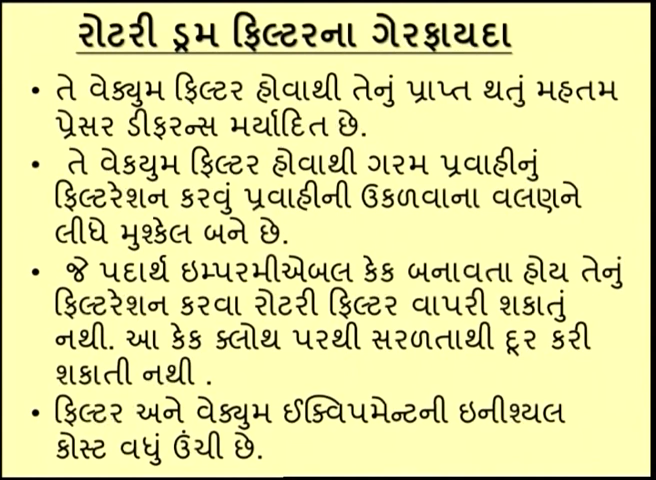 રોટરી ડ્રમ ફિલ્ટરના ગેરફાયદા
• તે વેક્યુમ ફિલ્ટર હોવાથી તેનું પ્રાપ્ત થતું મહતમ
પ્રેસર ડીફરન્સ મર્યાદિત છે.
• તે વેકયુમ ફિલ્ટર હોવાથી ગરમ પ્રવાહીનું
ફિલ્ટરેશન કરવું પ્રવાહીની ઉકળવાના વલણને
લીધે મુશ્કેલ બને છે.
• જે પદાર્થ ઇમ્પરમીએબલ કેક બનાવતા હોય તેનું
ફિલ્ટરેશન કરવા રોટરી ફિલ્ટર વાપરી શકાતું
નથી. આ કેક ક્લોથ પરથી સરળતાથી દૂર કરી
શકાતી નથી .
• ફિલ્ટર અને વેક્યુમ ઈક્વિપમેન્ટની ઇનીશ્યલ
કોસ્ટ વધું ઉંચી છે.